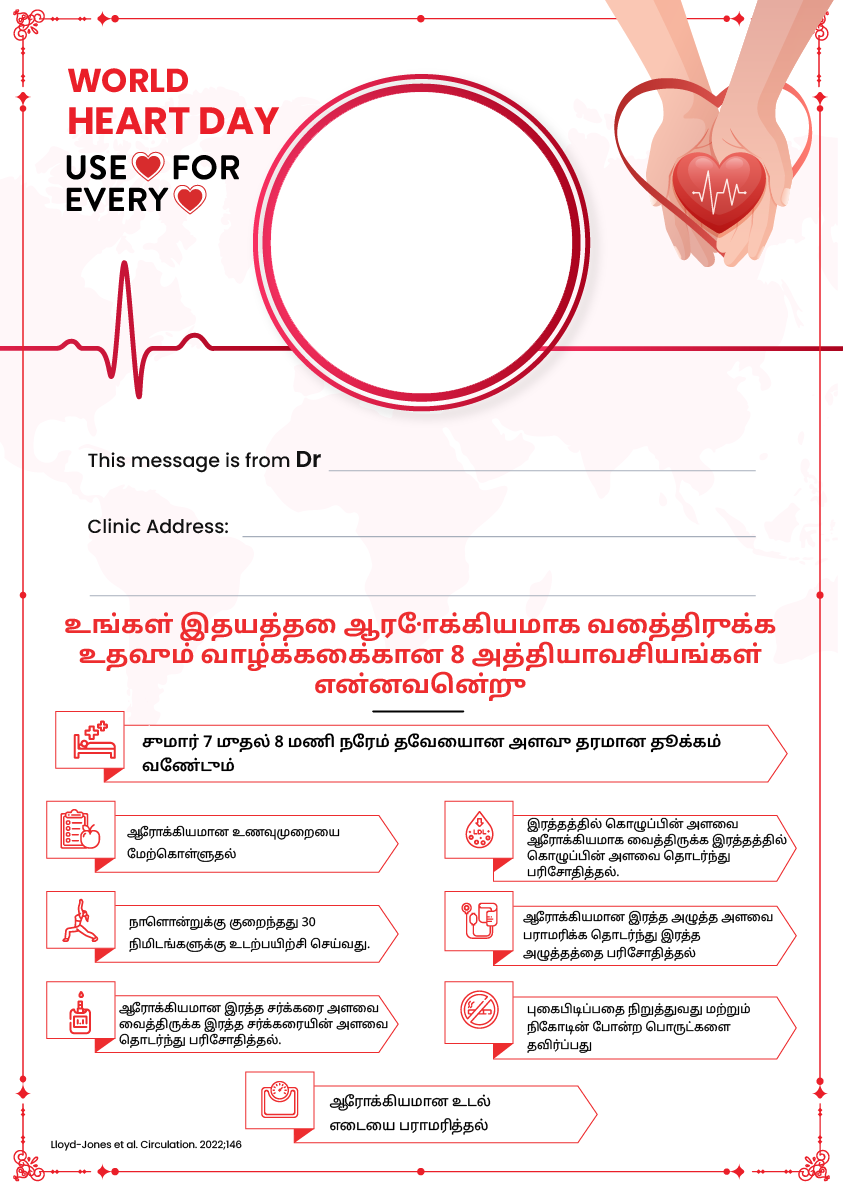 WORLD
HEART DAY
USE FOR
EVERY
This message is from Dr
Clinic Address:
உங்கள் இதயத்தை ஆரோக்கியமாக வைத்திருக்க
உதவும் வாழ்க்கைக்கான 8 அத்தியாவசியங்கள்
என்னவென்று
சுமார் 7 முதல் 8 மணி நேரம் தேவையான அளவு தரமான தூக்கம்
வேண்டும்
ஆரோக்கியமான உணவுமுறையை
மேற்கொள்ளுதல்
இரத்தத்தில் கொழுப்பின் அளவை
ஆரோக்கியமாக வைத்திருக்க இரத்தத்தில்
கொழுப்பின் அளவை தொடர்ந்து
பரிசோதித்தல்.
LDL
நாளொன்றுக்கு குறைந்தது 30
நிமிடங்களுக்கு உடற்பயிற்சி செய்வது.
ஆரோக்கியமான இரத்த அழுத்த அளவை
பராமரிக்க தொடர்ந்து இரத்த
அழுத்தத்தை பரிசோதித்தல்
ஆரோக்கியமான இரத்த சர்க்கரை அளவை
வைத்திருக்க இரத்த சர்க்கரையின் அளவை
தொடர்ந்து பரிசோதித்தல்.
புகைபிடிப்பதை நிறுத்துவது மற்றும்
நிகோடின் போன்ற பொருட்களை
தவிர்ப்பது
ஆரோக்கியமான உடல்
எடையை பராமரித்தல்
Lloyd-Jones et al. Circulation. 2022;146